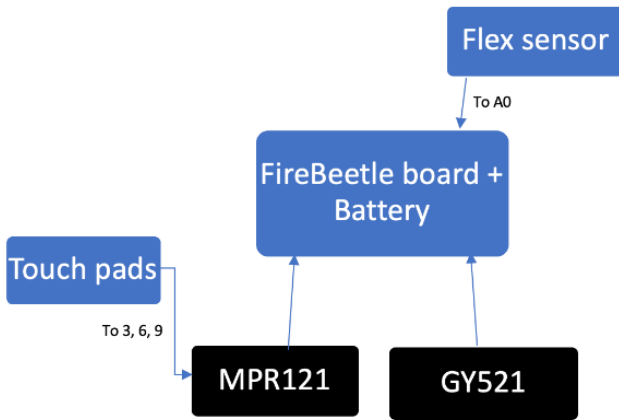 Flex sensor
To A0
FireBeetle board +
Battery
Touch pads
To 3, 6, 9
MPR121
GY521